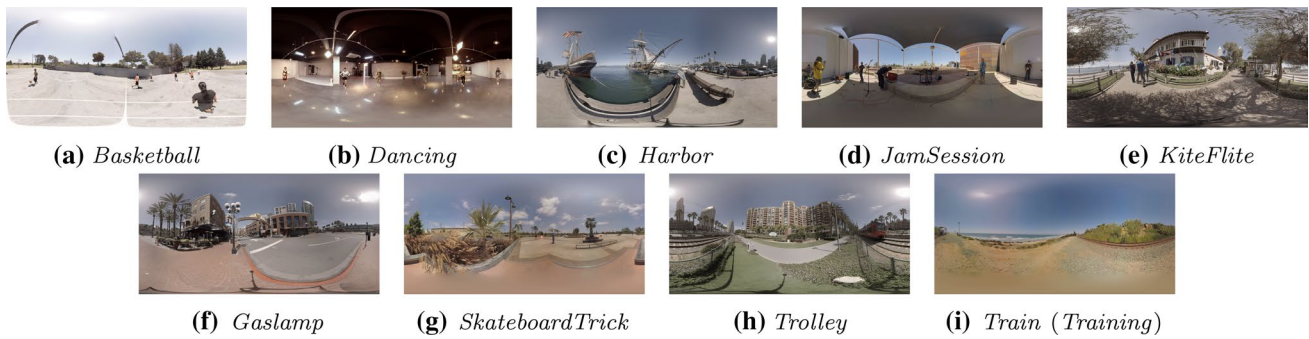 (a) Basketball (b) Dancing (c) Harbor (d) JamSession (e) KiteFlite
(f) Gaslamp (g) SkateboardTrick (h) Trolley (i) Train (Training)